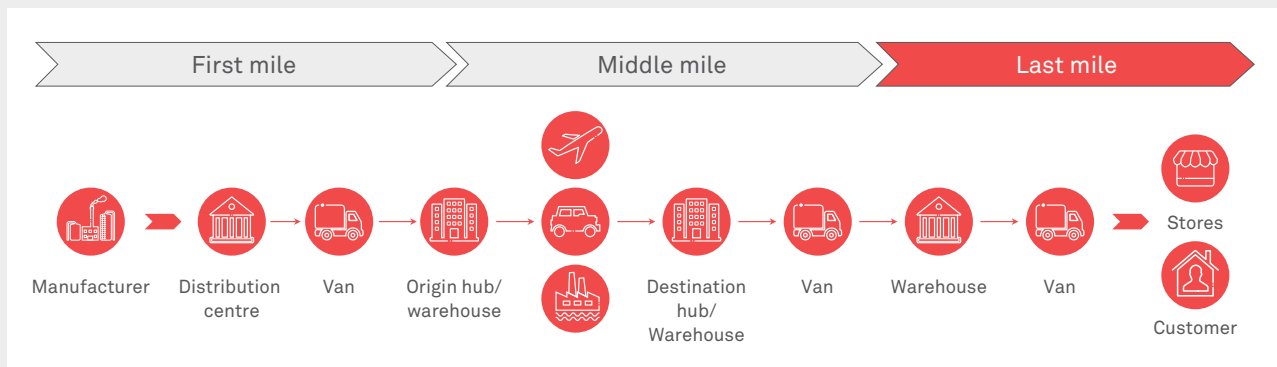 First mile
Middle mile
Last mile
Manufacturer
Distribution
centre
Van
Origin hub/
warehouse
Destination
hub/
Warehouse
Van
Warehouse
Van
Stores
Customer